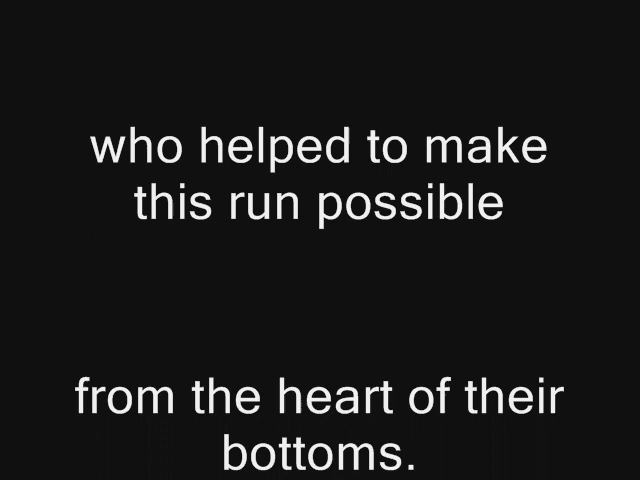 who helped to make
this run possible
from the heart of their
bottoms.